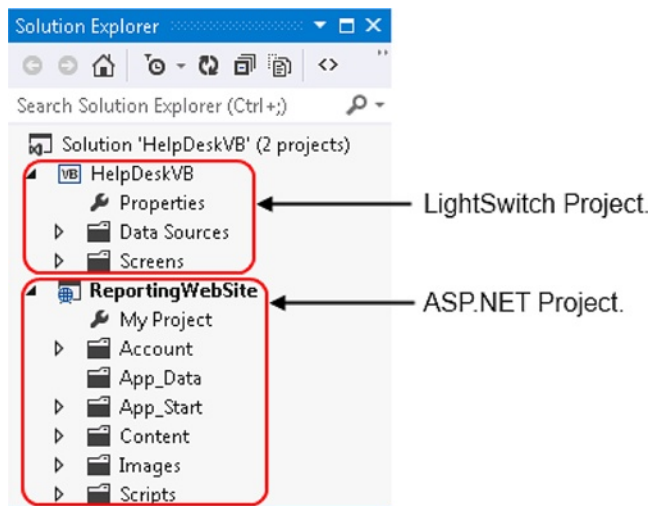 Solution Explorer
Search Solution Explorer (Ctrl+;)
Solution 'HelpDeskVB' (2 projects)
VB HelpDeskVB
Properties
LightSwitch Project.
Data Sources
Screens
ReportingWebSite
ASP.NET Project.
My Project
Account
App_Data
App_Start
Content
Images
Scripts